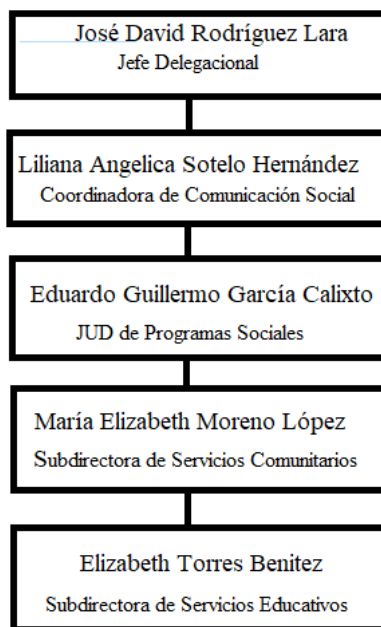 José David Rodríguez Lara
Jefe Delegacional
Liliana Angelica Sotelo Hernández
Coordinadora de Comunicación Social
Eduardo Guillermo García Calixto
JUD de Programas Sociales
María Elizabeth Moreno López
Subdirectora de Servicios Comunitarios
Elizabeth Torres Benitez
Subdirectora de Servicios Educativos